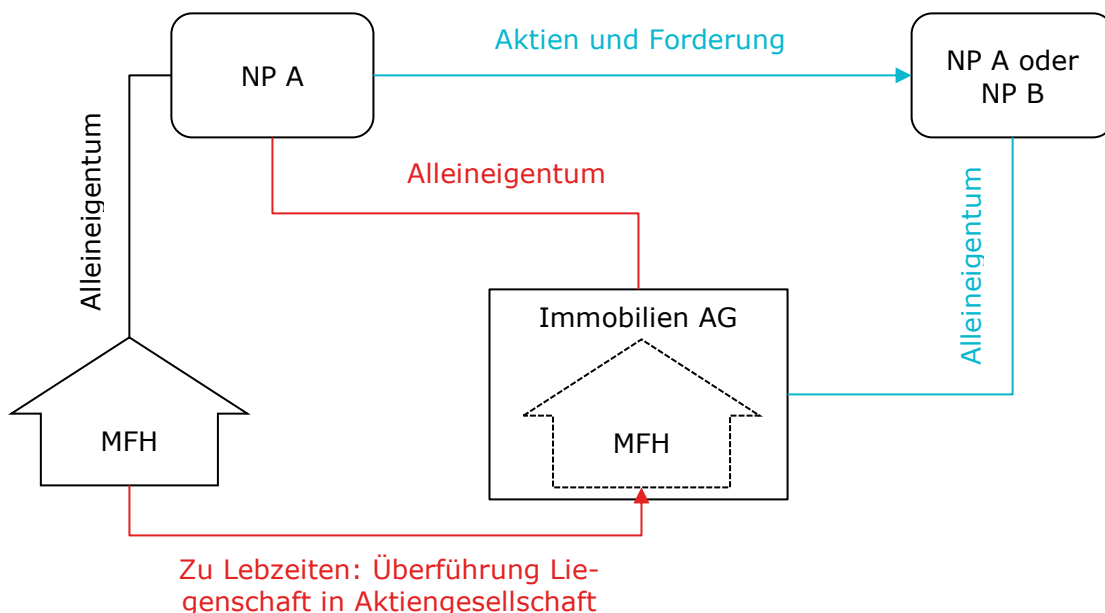 NP A
Aktien und Forderung
NP A oder
NP B
Alleineigentum
Alleineigentum
Alleineigentum
Immobilien AG
MFH
MFH
Zu Lebzeiten: Überführung Lie-
genschaft in Aktiengesellschaft